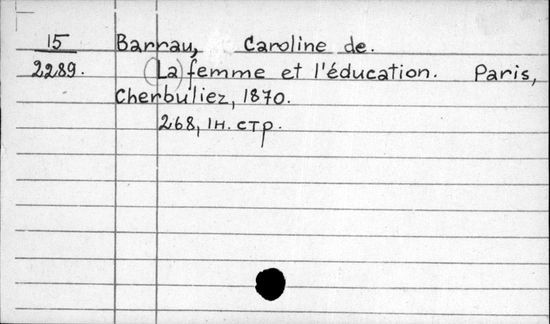 15 Barrau, Caroline de.
2289. (La) femme et l'éducation. Paris,
Cherbuliez, 1870.
268, 1н. стр.